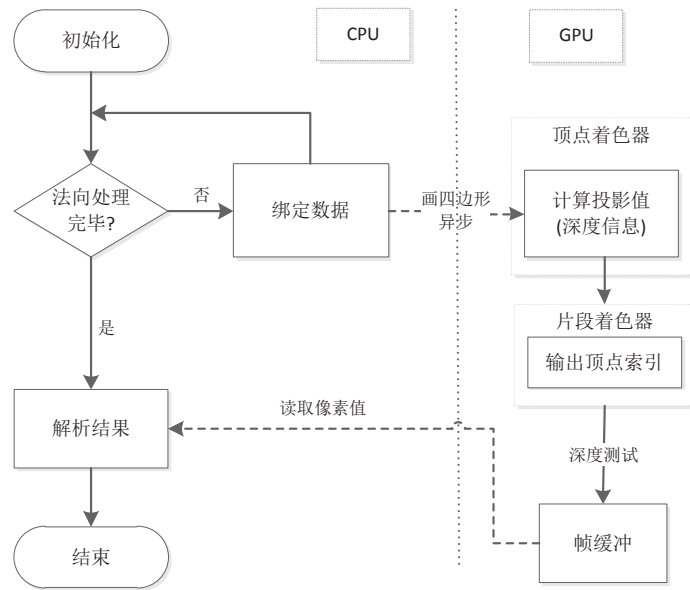 初始化
CPU
GPU
顶点着色器
法向处理
完毕?
否
绑定数据
画四边形
异步
计算投影值
(深度信息)
是
片段着色器
输出顶点索引
解析结果
读取像素值
深度测试
结束
帧缓冲